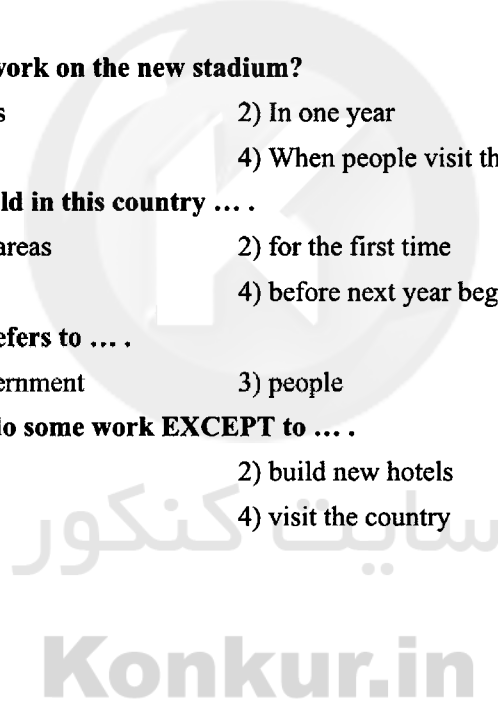 work on the new stadium?
s 2) In one year
4) When people visit th
ld in this country ... .
areas 2) for the first time
4) before next year beg
efers to ... .
ernment 3) people
do some work EXCEPT to ... .
2) build new hotels
4) visit the country
سایت کنکور
Konkur.in